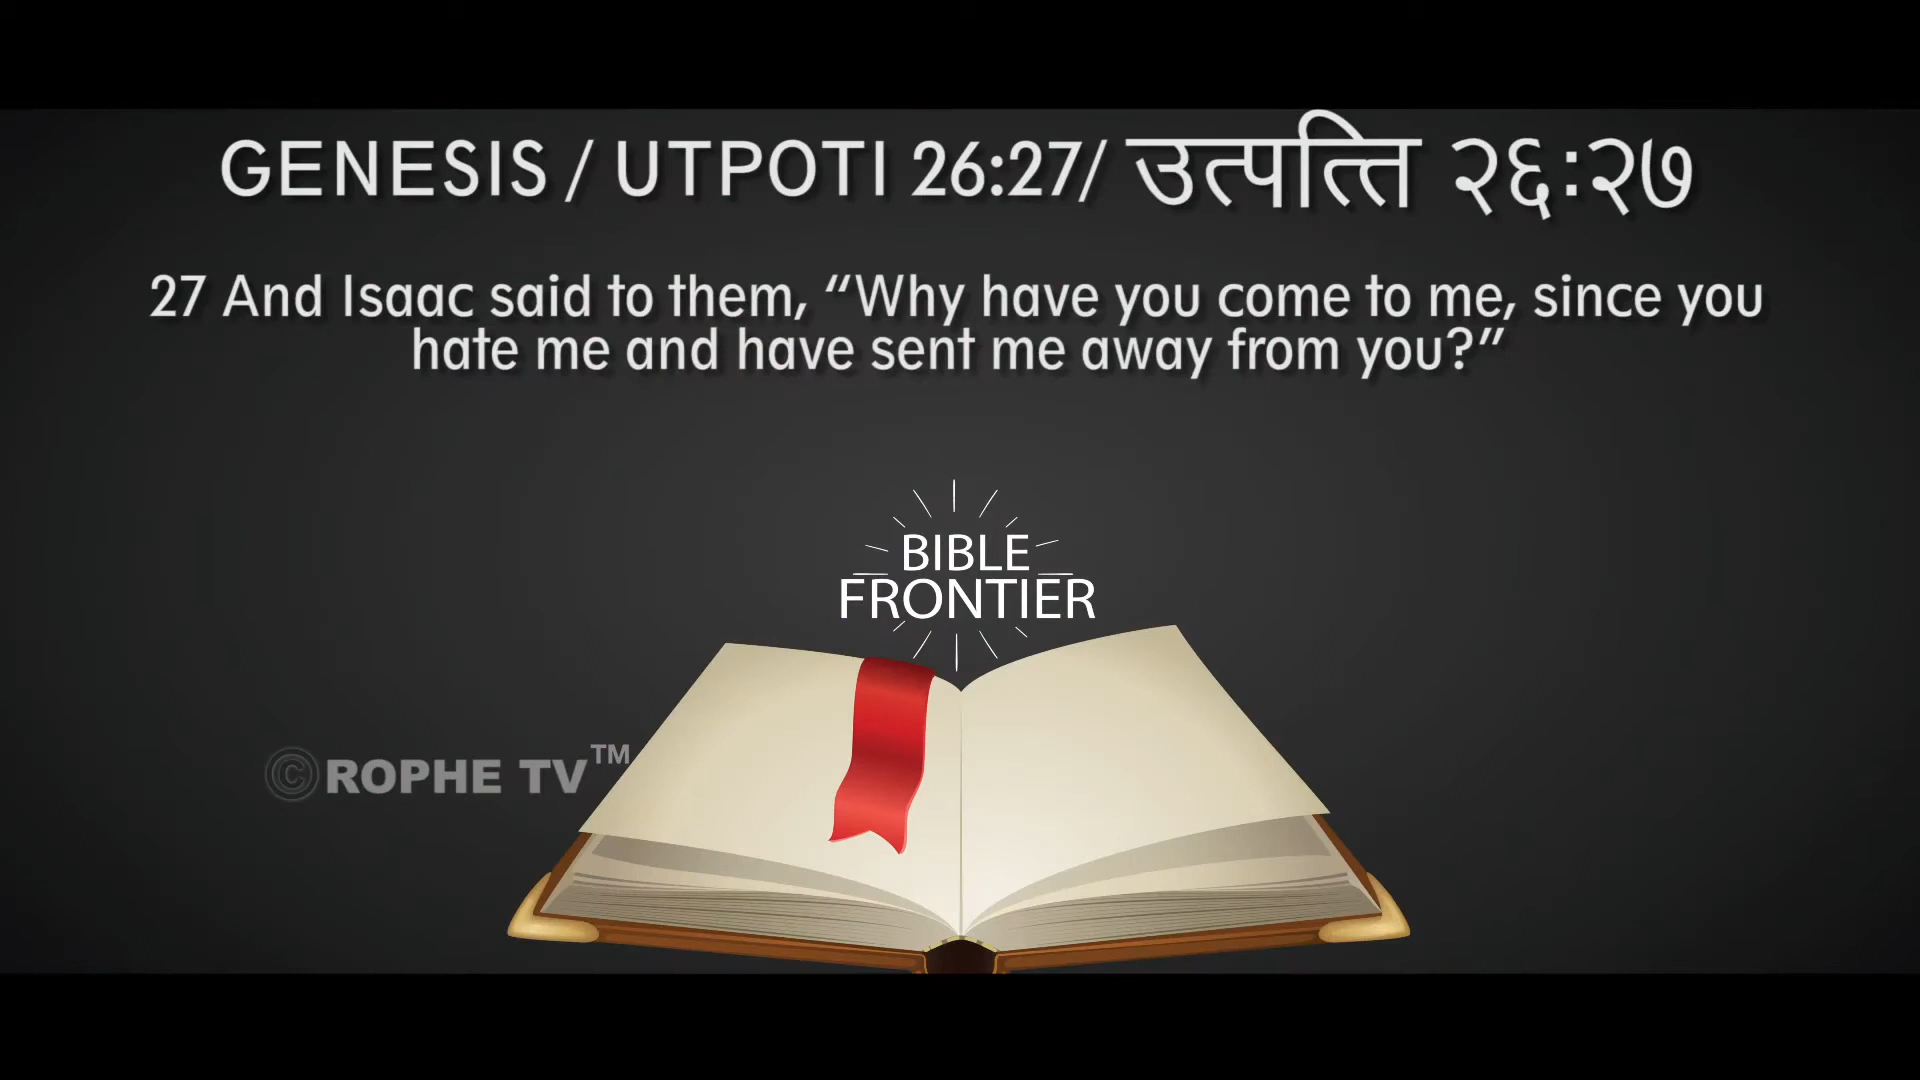 GENESIS / UTPOTI 26:27/ उत्पत्ति २६:२७
27 And Isaac said to them, “Why have you come to me, since you
hate me and have sent me away from you?”
BIBLE
FRONTIER
©ROPHE TV™